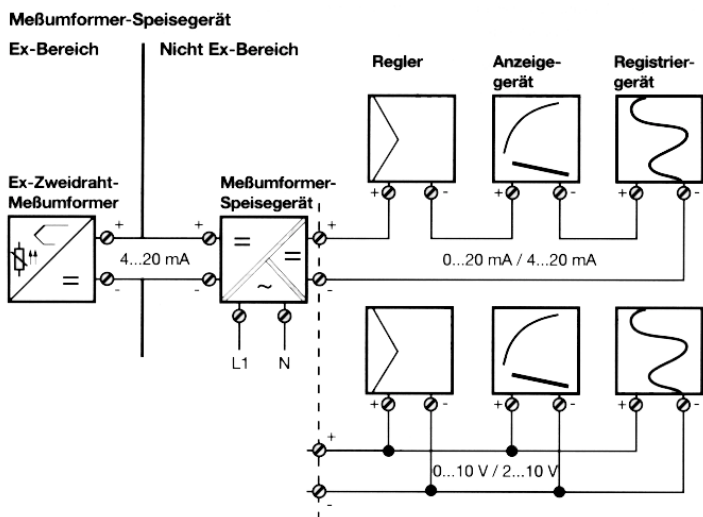 Meßumformer-Speisegerät
Ex-Bereich
Nicht Ex-Bereich
Regler
Anzeige-
gerät
Registrier-
gerät
Ex-Zweidraht-
Meßumformer
Meßumformer-
Speisegerät
+ -
+ -
+ -
+ +
+
4...20 mA
0...20 mA / 4...20 mA
=
=
=
~
- -
-
L1
N
+ -
+ -
+ -
+
0...10 V / 2...10 V
-